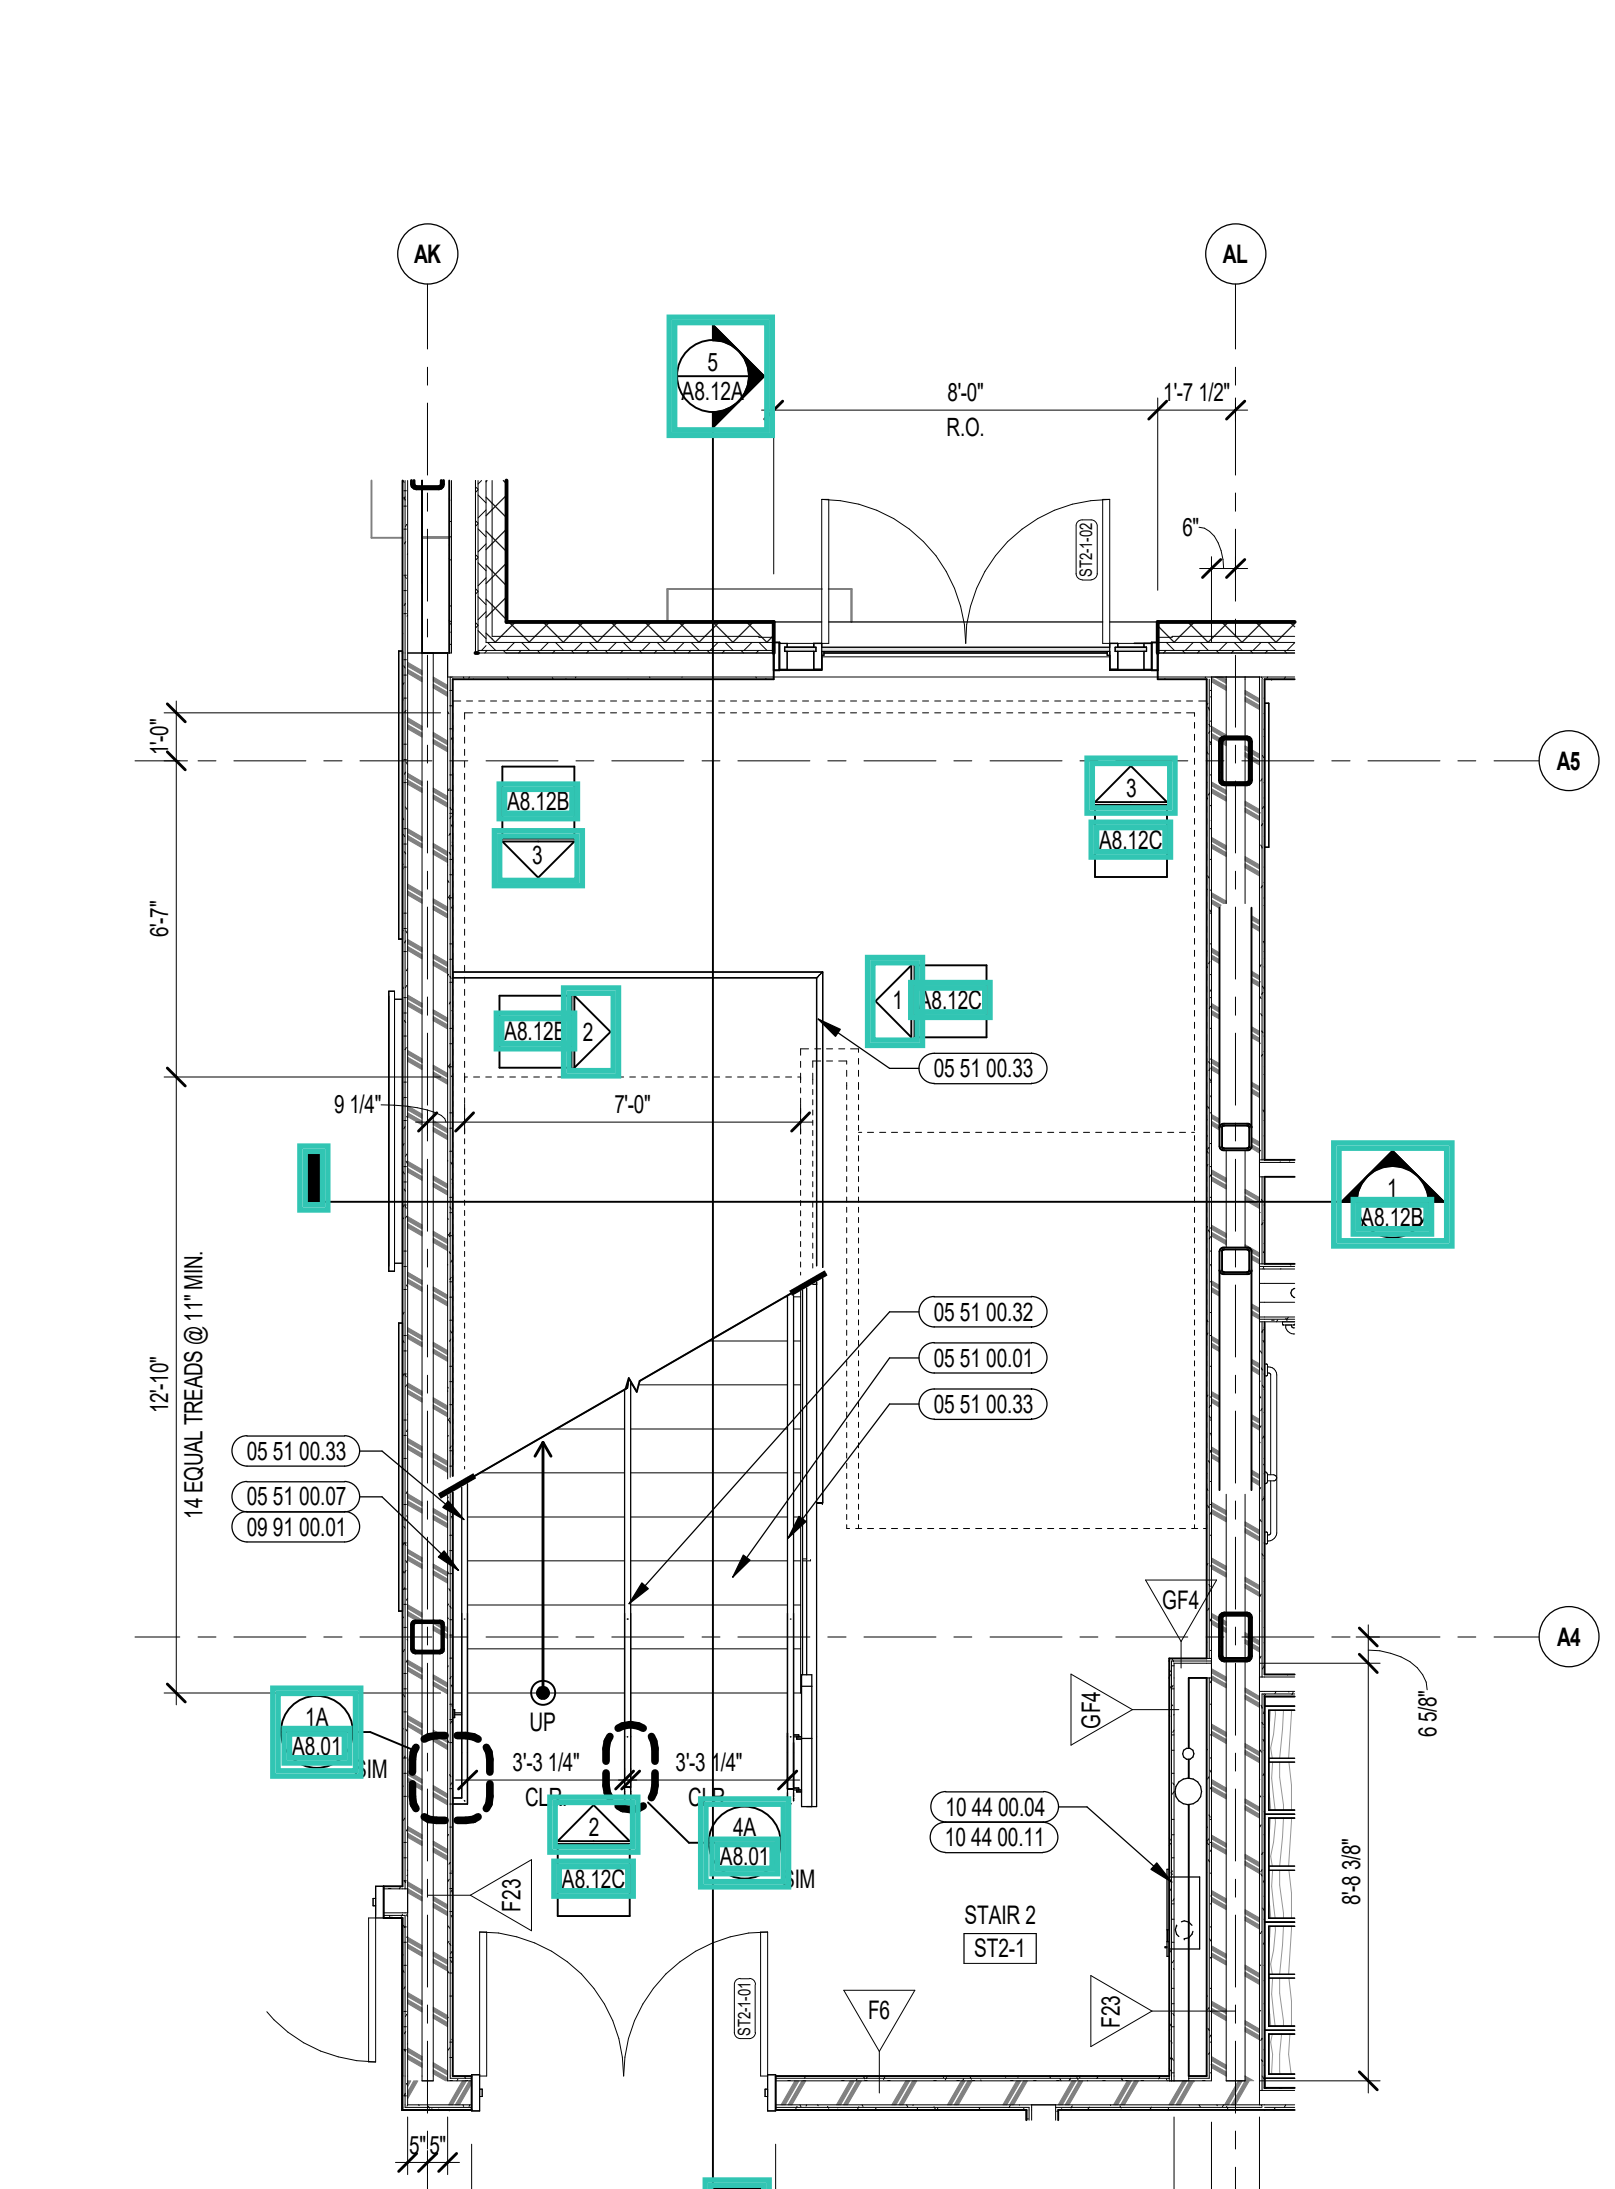 AK
AL
5
A8.12A
8'-0"
R.O.
1'-7 1/2"
6"
ST2-1-02
1'-0"
A5
A8.12B
3
3
A8.12C
6'-7"
1
A8.12C
A8.12B
2
05 51 00.33
9 1/4"
7'-0"
1
A8.12B
12'-10"
14 EQUAL TREADS @ 11" MIN.
05 51 00.32
05 51 00.01
05 51 00.33
05 51 00.33
05 51 00.07
09 91 00.01
GF4
A4
GF4
6 5/8"
1A
A8.01
SIM
UP
3'-3 1/4"
CLR.
3'-3 1/4"
CLR.
2
A8.12C
4A
A8.01
SIM
10 44 00.04
10 44 00.11
8'-8 3/8"
F23
STAIR 2
ST2-1
ST2-1-01
F6
F23
5"
5"